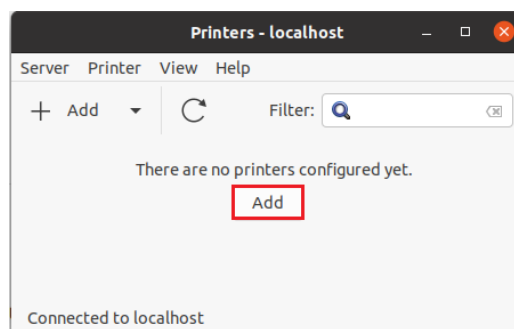 Printers - localhost
Server Printer View Help
Add Filter:
There are no printers configured yet.
Add
Connected to localhost